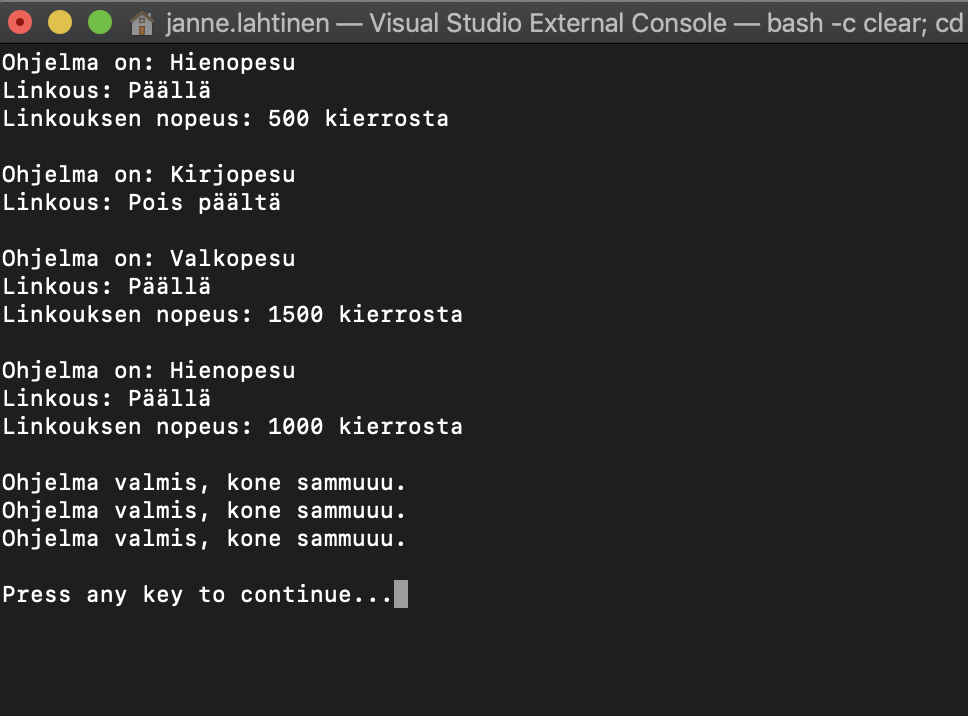 janne.lahtinen — Visual Studio External Console — bash -c clear; cd
Ohjelma on: Hienopesu
Linkous: Päällä
Linkouksen nopeus: 500 kierrosta
Ohjelma on: Kirjopesu
Linkous: Pois päältä
Ohjelma on: Valkopesu
Linkous: Päällä
Linkouksen nopeus: 1500 kierrosta
Ohjelma on: Hienopesu
Linkous: Päällä
Linkouksen nopeus: 1000 kierrosta
Ohjelma valmis, kone sammuuu.
Ohjelma valmis, kone sammuuu.
Ohjelma valmis, kone sammuuu.
Press any key to continue...